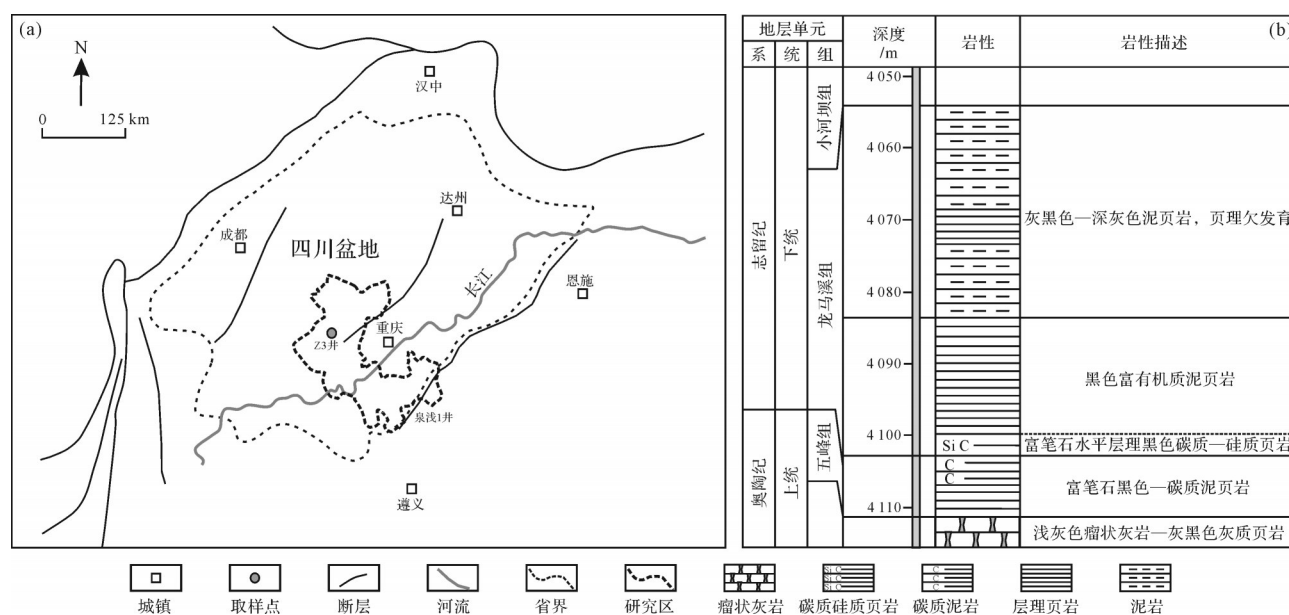 (a)
N
0 125 km
汉中
达州
成都
四川盆地
长江
恩施
重庆
Z3井
泉浅1井
遵义
(b)
地层单元
深度
/m
岩性
岩性描述
系
统
组
志留纪
下统
小河坝组
龙马溪组
奥陶纪
上统
五峰组
4 050
4 060
4 070
4 080
4 090
4 100
4 110
Si C
C
C
灰黑色—深灰色泥页岩，页理欠发育
黑色富有机质泥页岩
富笔石水平层理黑色碳质—硅质页岩
富笔石黑色—碳质泥页岩
浅灰色瘤状灰岩—灰黑色灰质页岩
城镇
取样点
断层
河流
省界
研究区
瘤状灰岩
碳质硅质页岩
碳质泥岩
层理页岩
泥岩